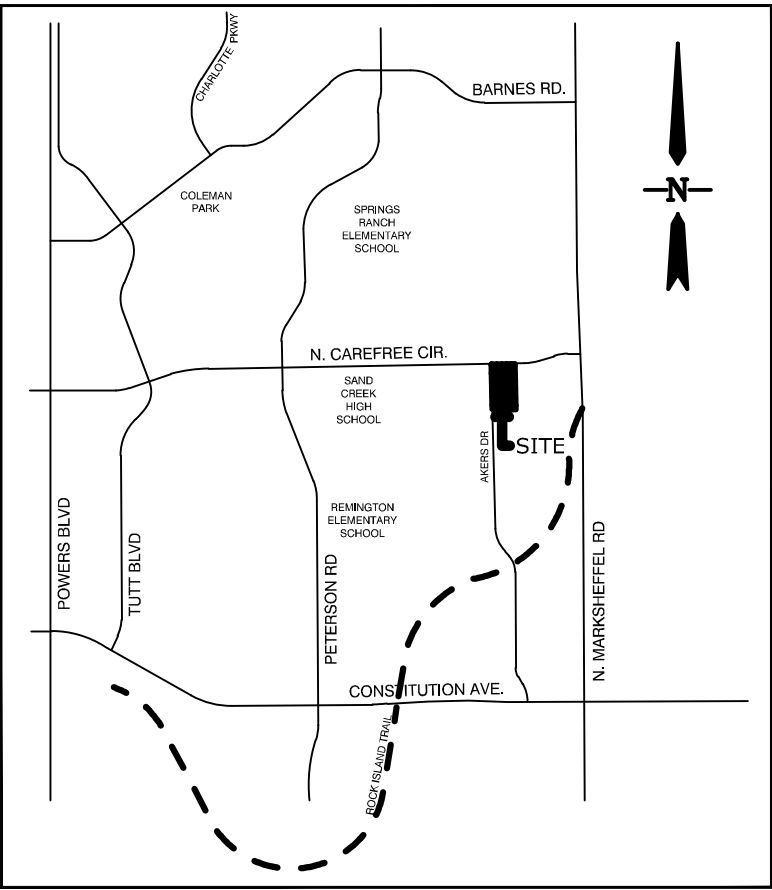 CHARLOTTE PKWY
BARNES RD.
N
COLEMAN
PARK
SPRINGS
RANCH
ELEMENTARY
SCHOOL
N. CAREFREE CIR.
SAND
CREEK
HIGH
SCHOOL
AKERS DR
SITE
REMINGTON
ELEMENTARY
SCHOOL
POWERS BLVD
TUTT BLVD
PETERSON RD
N. MARKSHEFFEL RD
CONSTITUTION AVE.
ROCK ISLAND TRAIL